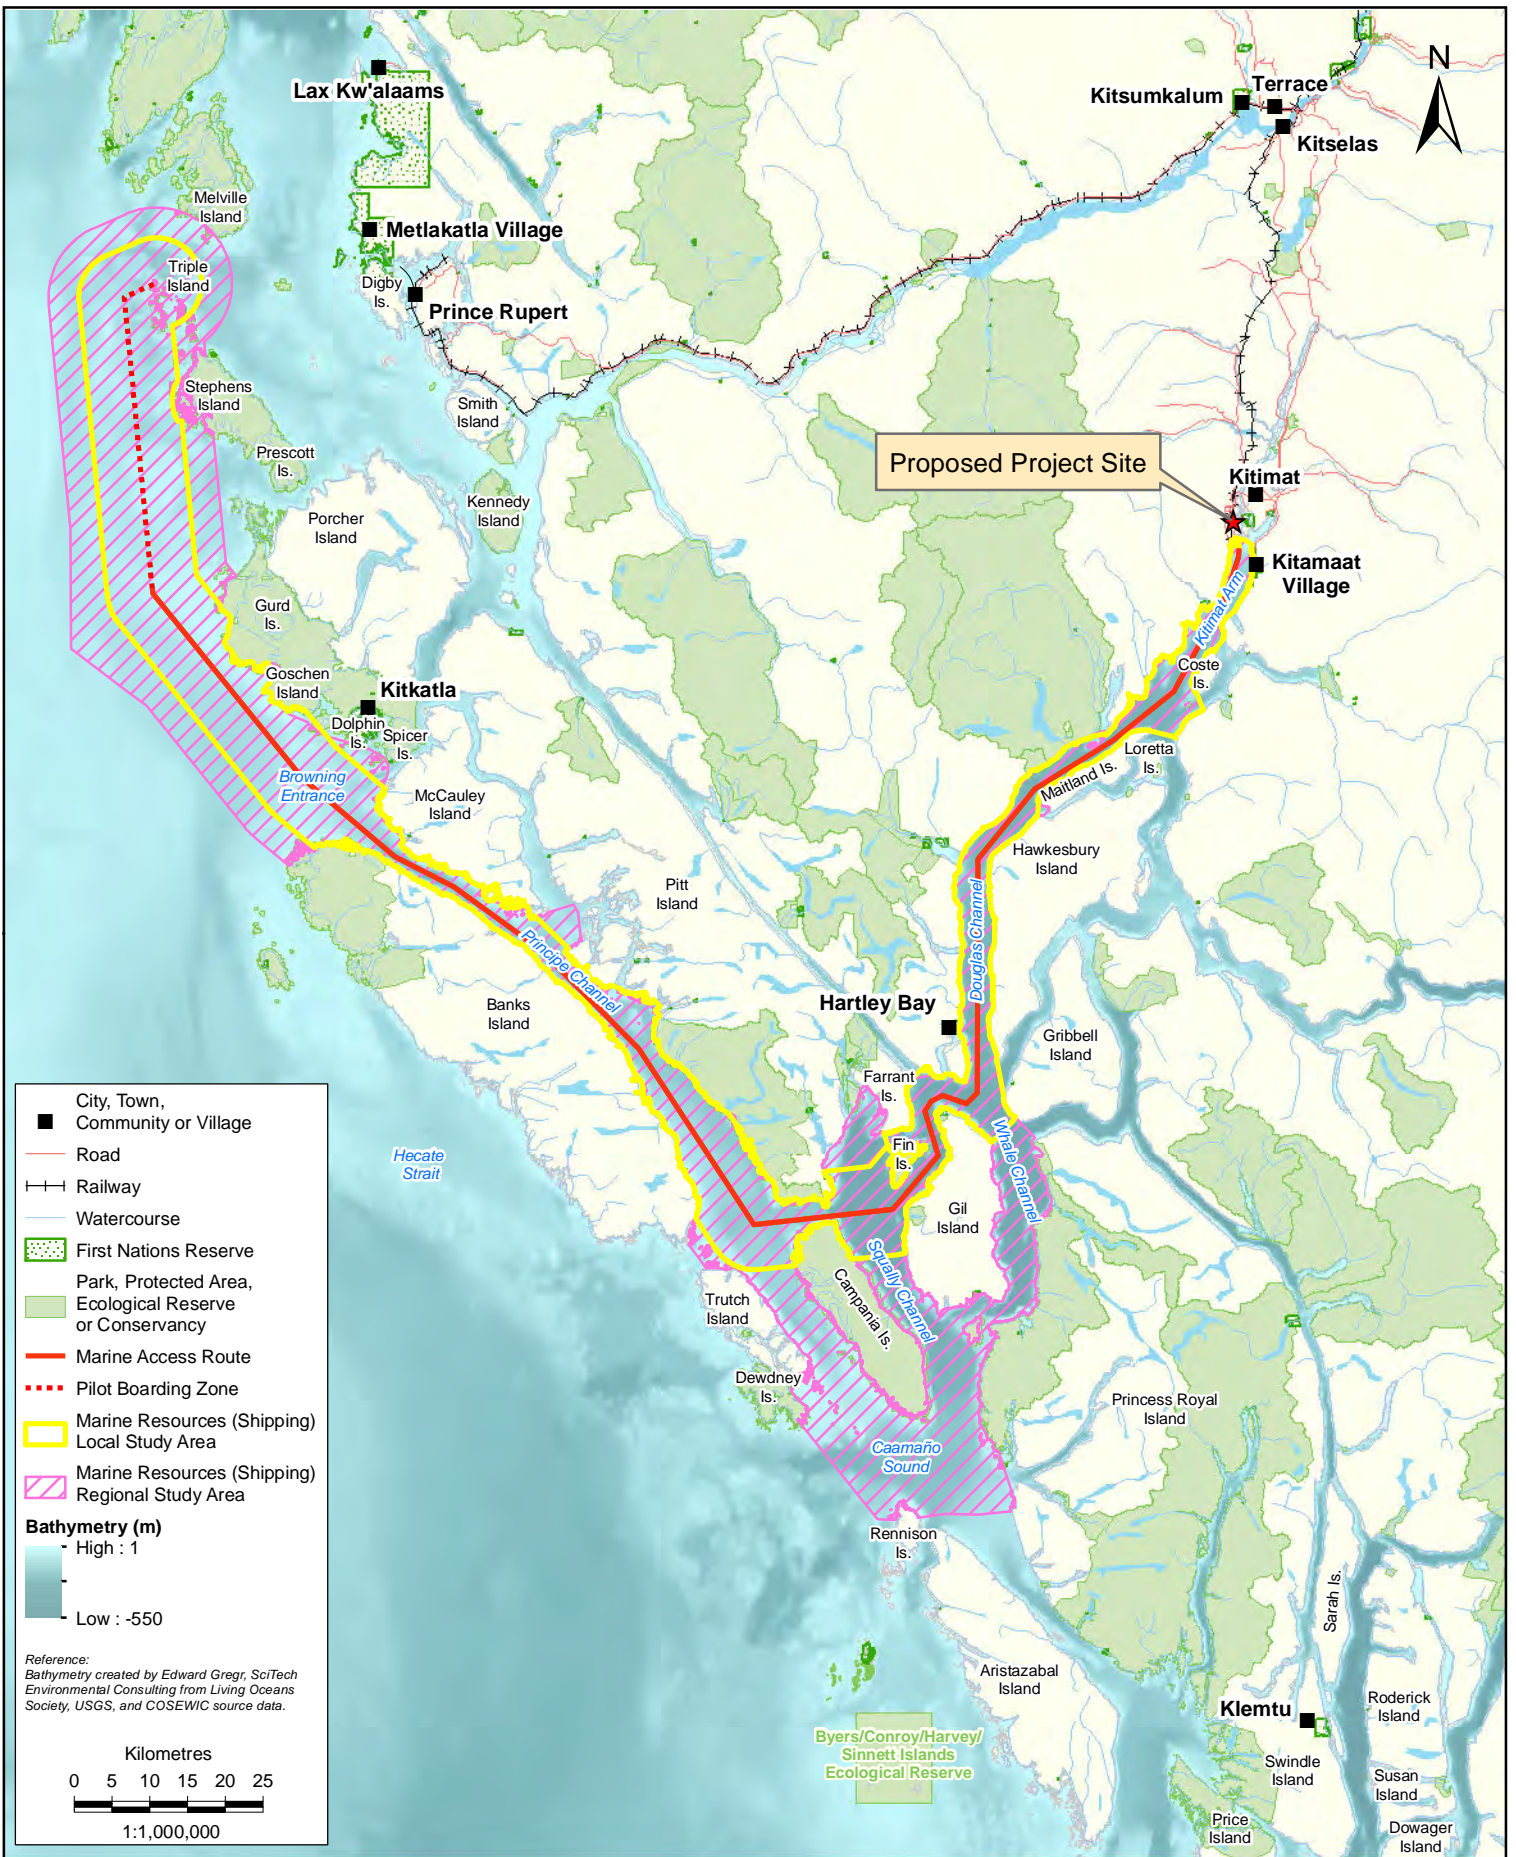 N
Lax Kw'alaams
Terrace
Kitsumkalum
Kitselas
Melville
Island
Metlakatla Village
Triple
Island
Digby
Is.
Prince Rupert
Stephens
Island
Smith
Island
Prescott
Is.
Proposed Project Site
Kitimat
Kennedy
Island
Porcher
Island
Kitamaat
Village
Kitimat Arm
Gurd
Is.
Goschen
Island
Kitkatla
Coste
Is.
Dolphin
Is.
Spicer
Is.
Loretta
Is.
Browning
Entrance
Maitland Is.
McCauley
Island
Hawkesbury
Island
Pitt
Island
Douglas Channel
Principe Channel
Banks
Island
Hartley Bay
Gribbell
Island
Farrant
Is.
Fin
Is.
Whale Channel
Hecate
Strait
Gil
Island
Squally Channel
Campania Is.
Trutch
Island
Dewdney
Is.
Princess Royal
Island
Caamaño
Sound
Rennison
Is.
Sarah Is.
Aristazabal
Island
Roderick
Island
Klemtu
Byers/Conroy/Harvey/
Sinnett Islands
Ecological Reserve
Swindle
Island
Susan
Island
Price
Island
Dowager
Island
City, Town,
Community or Village
Road
Railway
Watercourse
First Nations Reserve
Park, Protected Area,
Ecological Reserve
or Conservancy
Marine Access Route
Pilot Boarding Zone
Marine Resources (Shipping)
Local Study Area
Marine Resources (Shipping)
Regional Study Area
Bathymetry (m)
High : 1
Low : -550
Reference:
Bathymetry created by Edward Gregr, SciTech
Environmental Consulting from Living Oceans
Society, USGS, and COSEWIC source data.
Kilometres
0 5 10 15 20 25
1:1,000,000